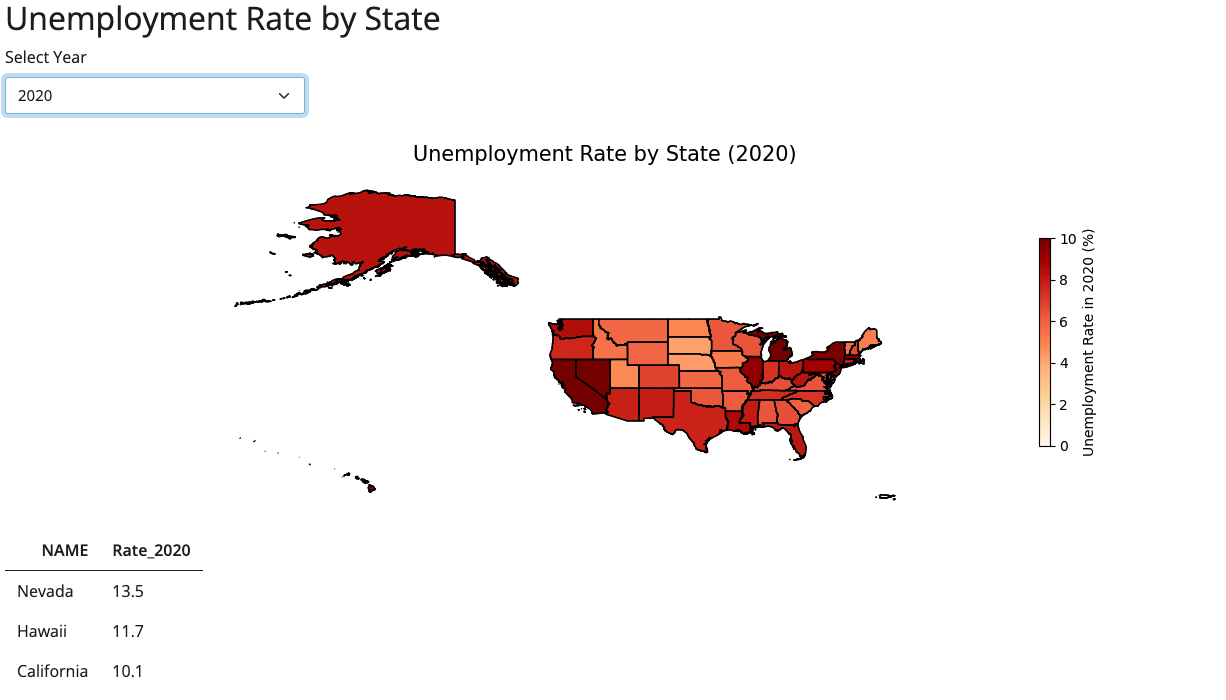 Unemployment Rate by State
Select Year
2020
Unemployment Rate by State (2020)
10
8
6
4
2
0
Unemployment Rate in 2020 (%)
NAME Rate_2020
Nevada 13.5
Hawaii 11.7
California 10.1